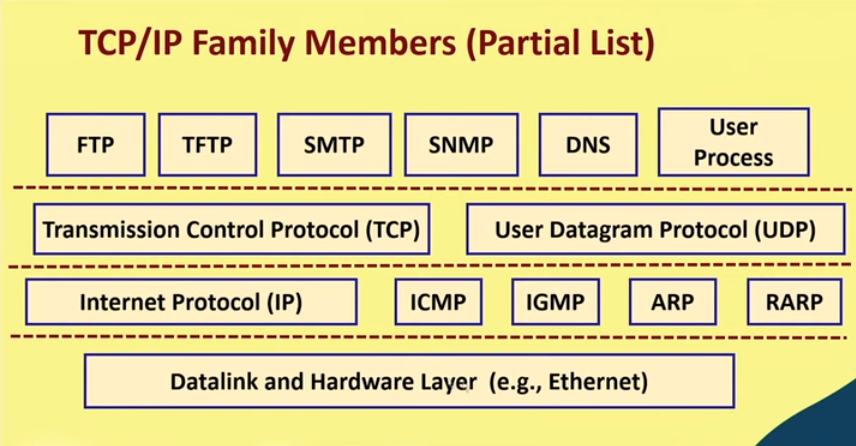 TCP/IP Family Members (Partial List)
FTP
TFTP
SMTP
SNMP
DNS
User
Process
Transmission Control Protocol (TCP)
User Datagram Protocol (UDP)
Internet Protocol (IP)
ICMP
IGMP
ARP
RARP
Datalink and Hardware Layer (e.g., Ethernet)